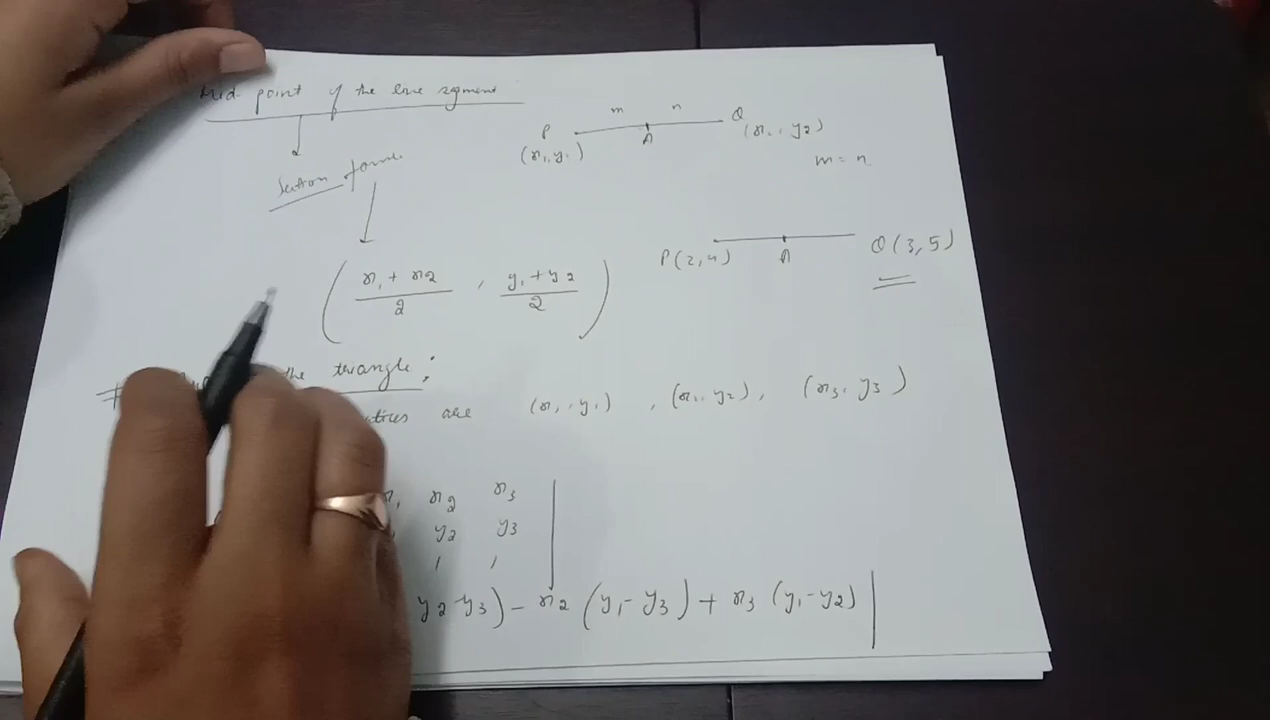 Mid point of the line segment
m n
P A Q
(x1, y1) (x2, y2)
m = n
Section formula
P(2,4) A Q(3,5)
( x1 + x2 / 2 , y1 + y2 / 2 )
# the triangle:
are (x1, y1), (x2, y2), (x3, y3)
x2 x3
y2 y3
1 1
y2 - y3) - x2 (y1 - y3) + x3 (y1 - y2) |